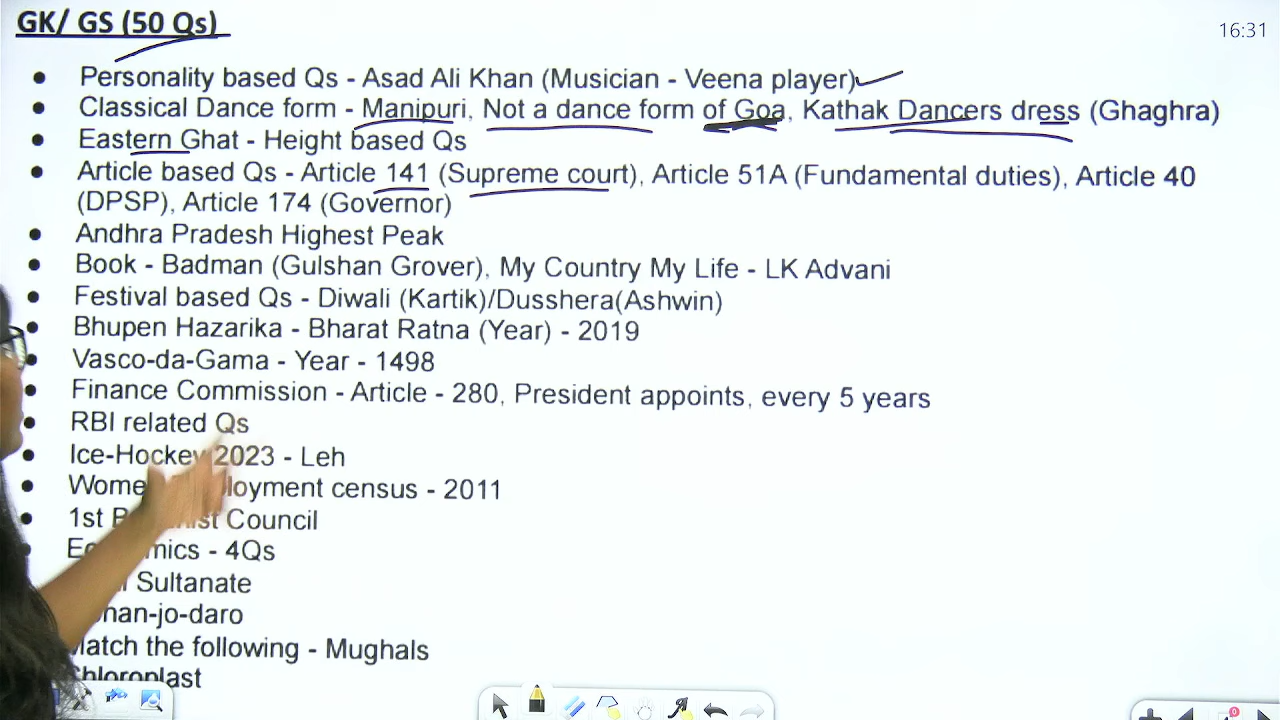 GK/ GS (50 Qs)
16:31
Personality based Qs - Asad Ali Khan (Musician - Veena player)
Classical Dance form - Manipuri, Not a dance form of Goa, Kathak Dancers dress (Ghaghra)
Eastern Ghat - Height based Qs
Article based Qs - Article 141 (Supreme court), Article 51A (Fundamental duties), Article 40
(DPSP), Article 174 (Governor)
Andhra Pradesh Highest Peak
Book - Badman (Gulshan Grover), My Country My Life - LK Advani
Festival based Qs - Diwali (Kartik)/Dusshera(Ashwin)
Bhupen Hazarika - Bharat Ratna (Year) - 2019
Vasco-da-Gama - Year - 1498
Finance Commission - Article - 280, President appoints, every 5 years
RBI related Qs
Ice-Hockey 2023 - Leh
census - 2011
1st Council
- 4Qs
Sultanate
the following - Mughals